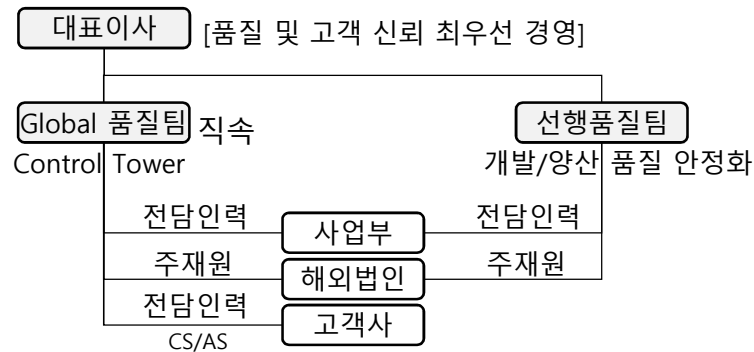 대표이사 [품질 및 고객 신뢰 최우선 경영]
Global 품질팀 직속 선행품질팀
Control Tower 개발/양산 품질 안정화
전담인력 사업부 전담인력
주재원 해외법인 주재원
전담인력 고객사
CS/AS